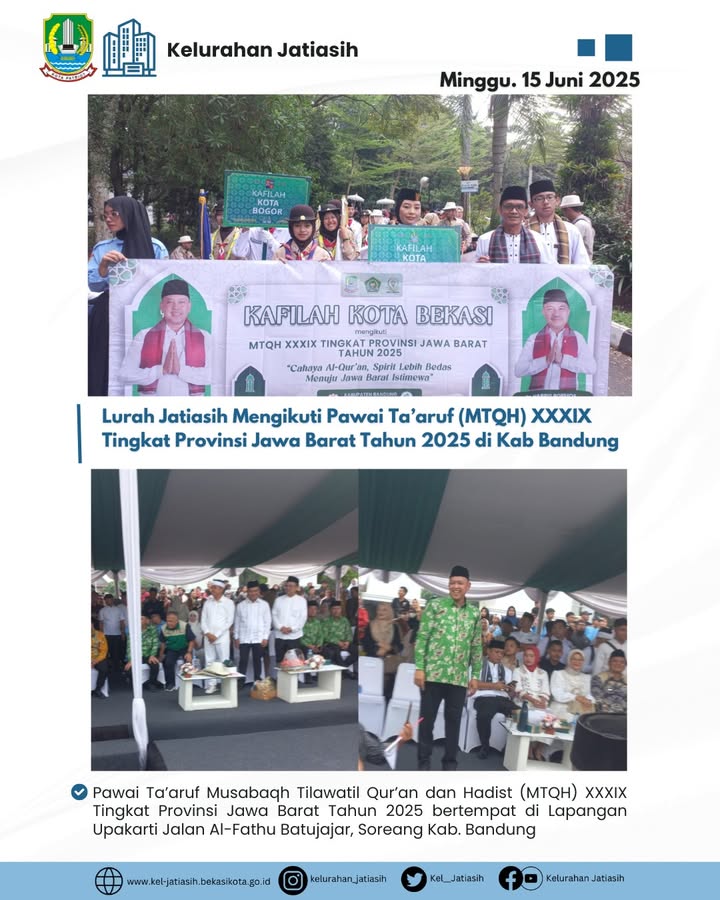 KOTA PATRIOT
Kelurahan Jatiasih
Minggu. 15 Juni 2025
KAFILAH
KOTA
BOGOR
KAFILAH
KOTA
KAFILAH KOTA BEKASI
mengikuti
MTQH XXXIX TINGKAT PROVINSI JAWA BARAT
TAHUN 2025
"Cahaya Al-Qur'an, Spirit Lebih Bedas
Menuju Jawa Barat Istimewa"
KABUPATEN BANDUNG
Lurah Jatiasih Mengikuti Pawai Ta'aruf (MTQH) XXXIX
Tingkat Provinsi Jawa Barat Tahun 2025 di Kab Bandung
Pawai Ta'aruf Musabaqh Tilawatil Qur'an dan Hadist (MTQH) XXXIX
Tingkat Provinsi Jawa Barat Tahun 2025 bertempat di Lapangan
Upakarti Jalan Al-Fathu Batujajar, Soreang Kab. Bandung
www.kel-jatiasih.bekasikota.go.id
kelurahan_jatiasih
Kel__Jatiasih
Kelurahan Jatiasih